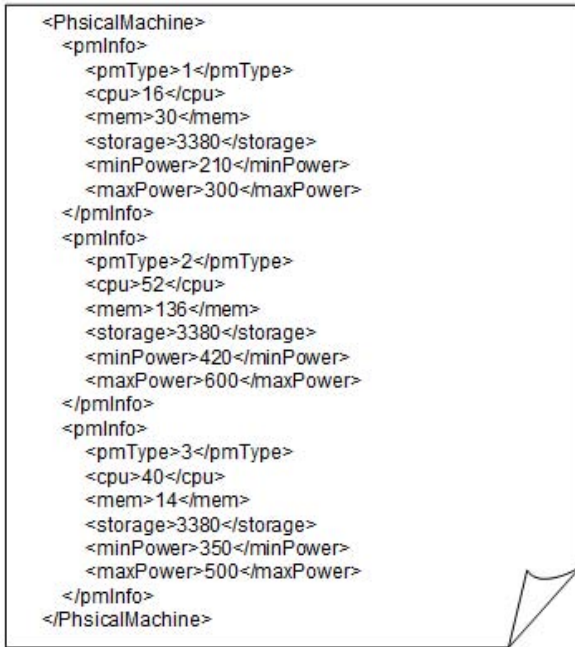 <PhsicalMachine>
<pmInfo>
<pmType>1</pmType>
<cpu>16</cpu>
<mem>30</mem>
<storage>3380</storage>
<minPower>210</minPower>
<maxPower>300</maxPower>
</pmInfo>
<pmInfo>
<pmType>2</pmType>
<cpu>52</cpu>
<mem>136</mem>
<storage>3380</storage>
<minPower>420</minPower>
<maxPower>600</maxPower>
</pmInfo>
<pmInfo>
<pmType>3</pmType>
<cpu>40</cpu>
<mem>14</mem>
<storage>3380</storage>
<minPower>350</minPower>
<maxPower>500</maxPower>
</pmInfo>
</PhsicalMachine>